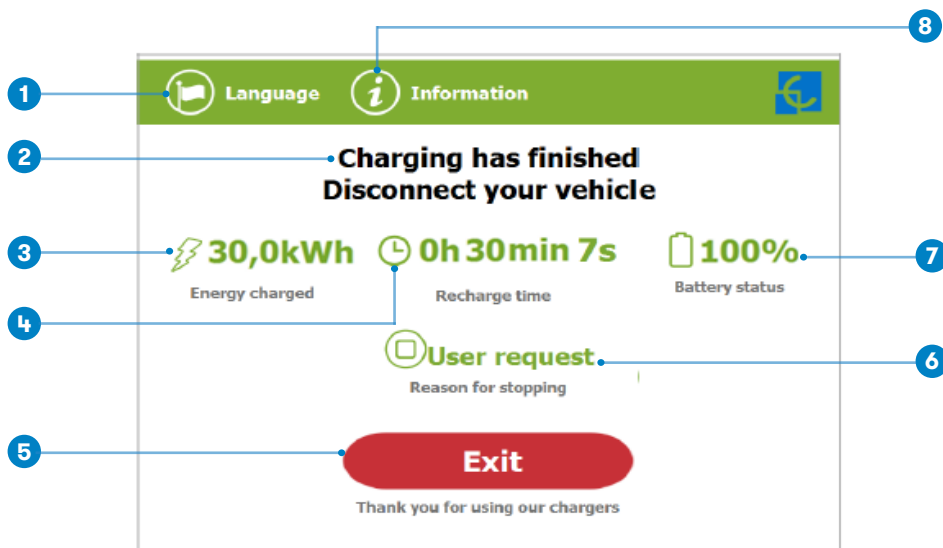 8
1
Language
Information
2
Charging has finished
Disconnect your vehicle
3
30,0kWh
0h 30min 7s
100%
7
Energy charged
Recharge time
Battery status
4
User request
6
Reason for stopping
5
Exit
Thank you for using our chargers